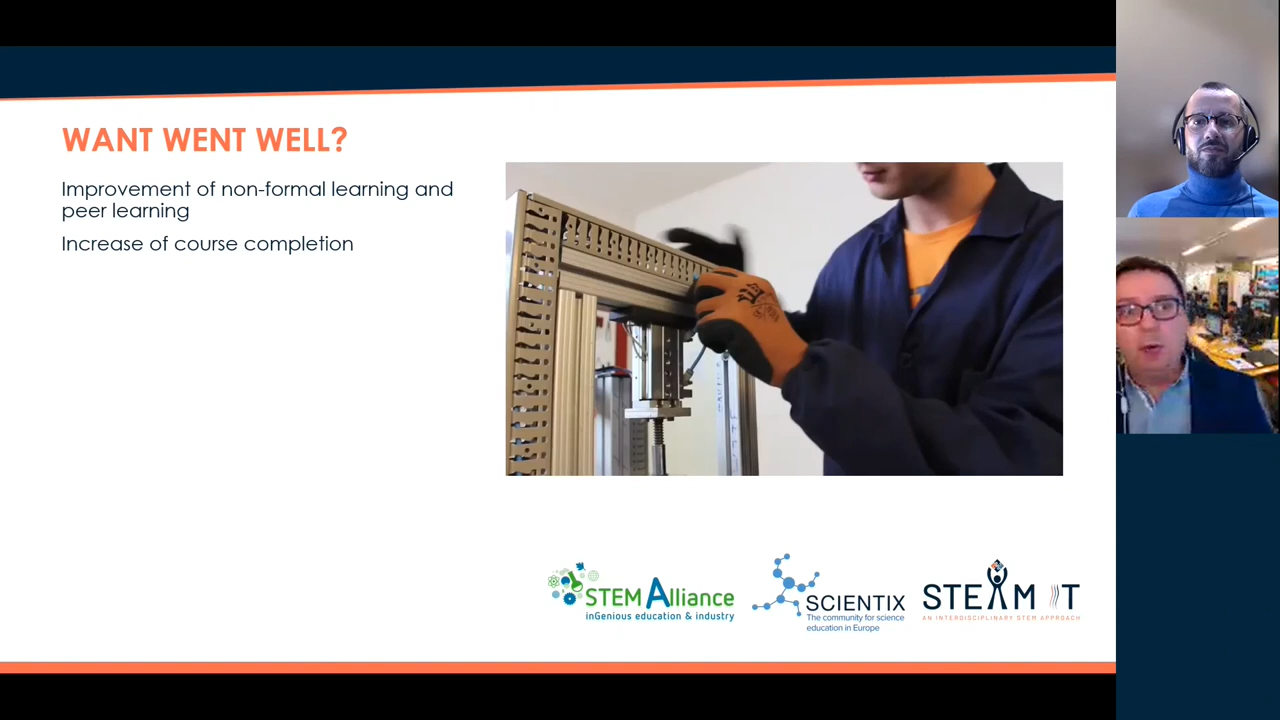 WANT WENT WELL?
Improvement of non-formal learning and
peer learning
Increase of course completion
STEM Alliance
inGenious education & industry
SCIENTIX
The community for science
education in Europe
STEAM IT
AN INTERDISCIPLINARY STEM APPROACH